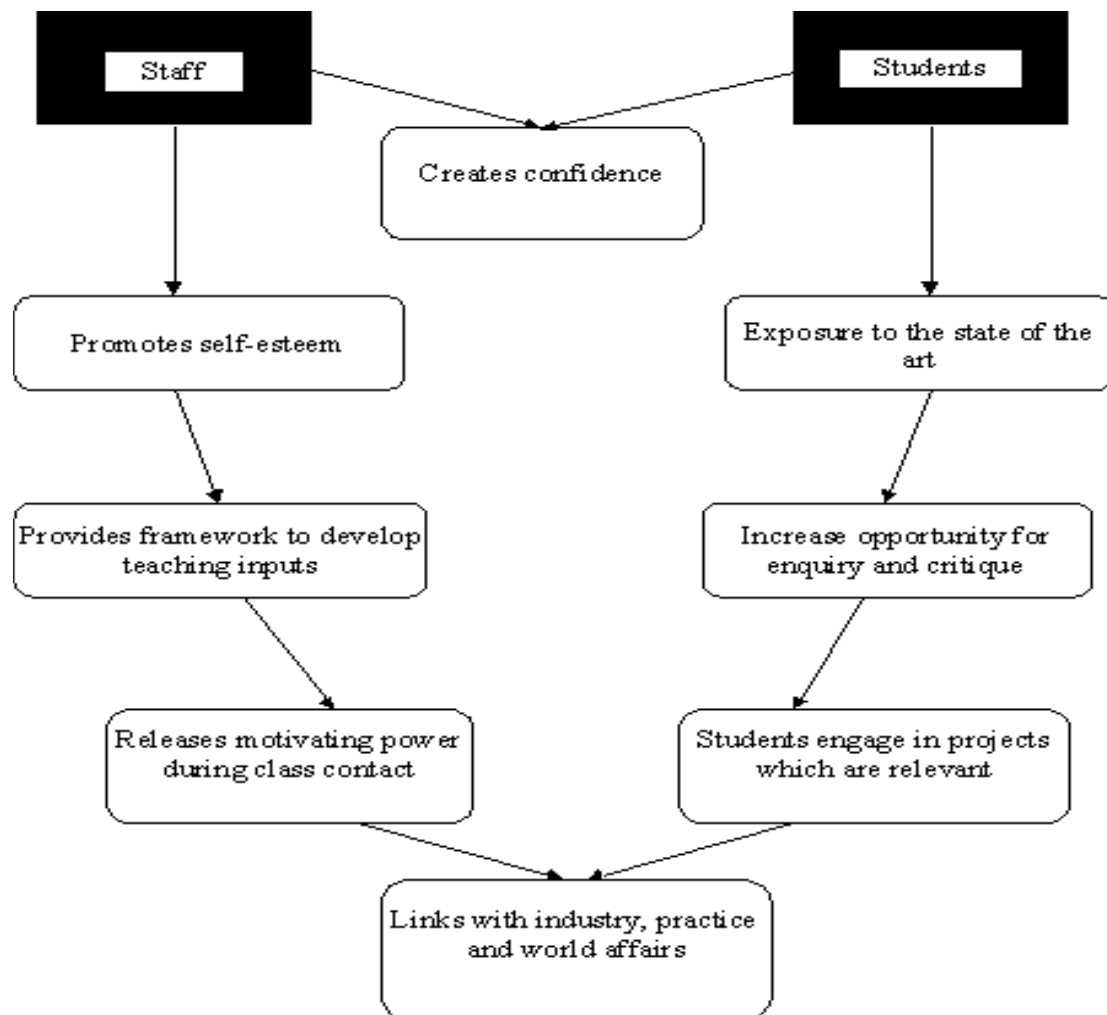 Staff
Students
Creates confidence
Promotes self-esteem
Exposure to the state of the
art
Provides framework to develop
teaching inputs
Increase opportunity for
enquiry and critique
Releases motivating power
during class contact
Students engage in projects
which are relevant
Links with industry, practice
and world affairs